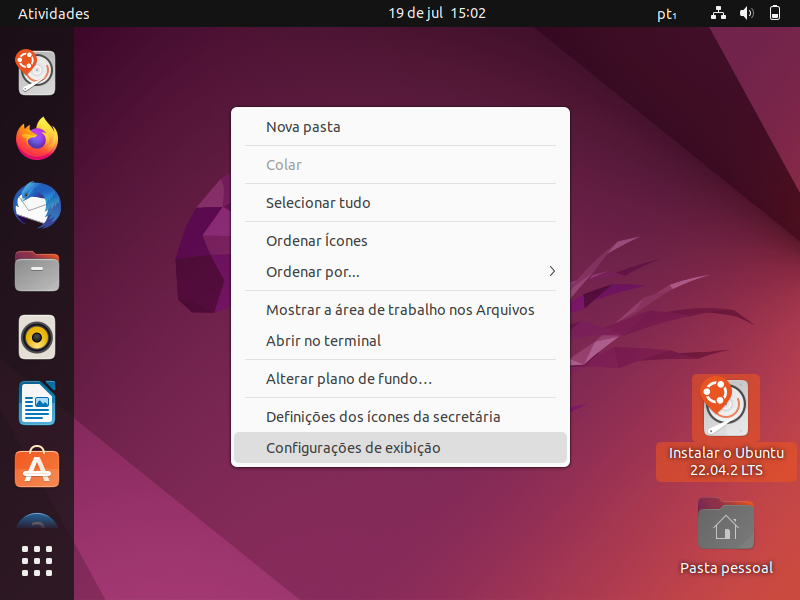 Atividades
19 de jul 15:02
pt₁
Nova pasta
Colar
Selecionar tudo
Ordenar Ícones
Ordenar por...
Mostrar a área de trabalho nos Arquivos
Abrir no terminal
Alterar plano de fundo…
Definições dos ícones da secretária
Configurações de exibição
Instalar o Ubuntu
22.04.2 LTS
Pasta pessoal